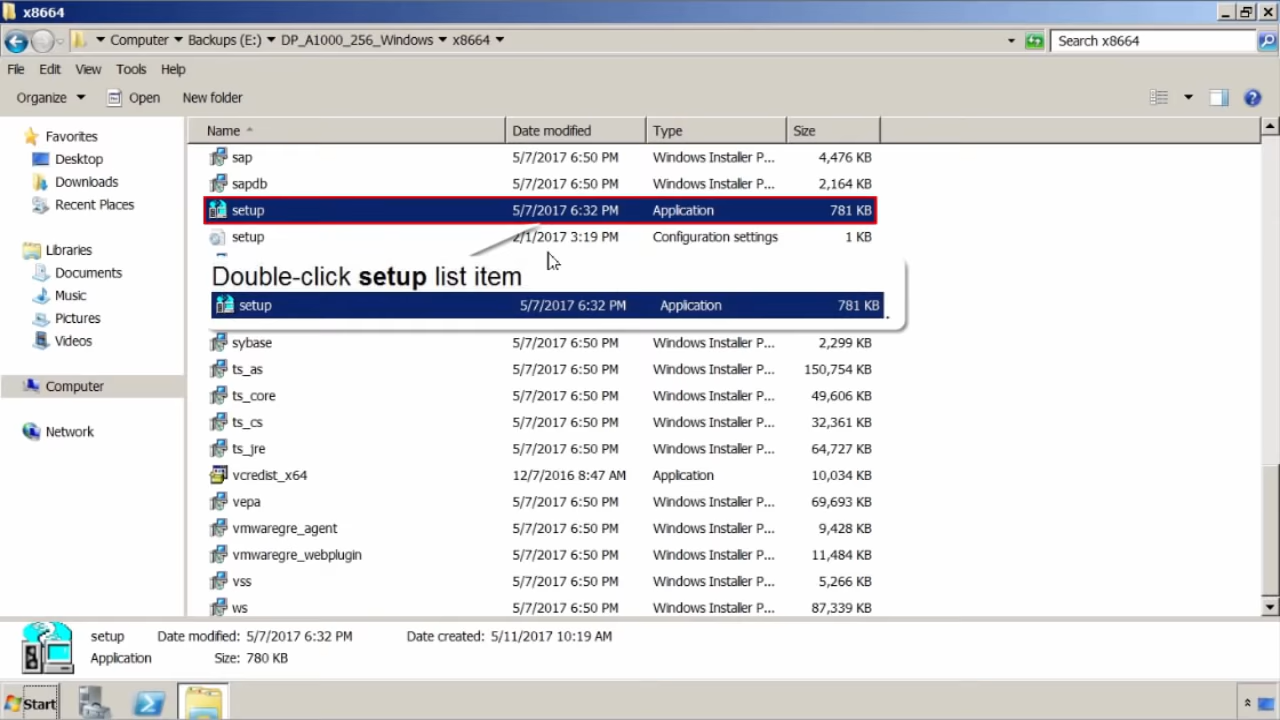 x8664
Computer Backups (E:) DP_A1000_256_Windows x8664 Search x8664
File Edit View Tools Help
Organize Open New folder
Name Date modified Type Size
Favorites
Desktop
Downloads
Recent Places
Libraries
Documents
Music
Pictures
Videos
Computer
Network
sap 5/7/2017 6:50 PM Windows Installer P... 4,476 KB
sapdb 5/7/2017 6:50 PM Windows Installer P... 2,164 KB
setup 5/7/2017 6:32 PM Application 781 KB
setup 2/1/2017 3:19 PM Configuration settings 1 KB
Double-click setup list item
setup 5/7/2017 6:32 PM Application 781 KB .
sybase 5/7/2017 6:50 PM Windows Installer P... 2,299 KB
ts_as 5/7/2017 6:50 PM Windows Installer P... 150,754 KB
ts_core 5/7/2017 6:50 PM Windows Installer P... 49,606 KB
ts_cs 5/7/2017 6:50 PM Windows Installer P... 32,361 KB
ts_jre 5/7/2017 6:50 PM Windows Installer P... 64,727 KB
vcredist_x64 12/7/2016 8:47 AM Application 10,034 KB
vepa 5/7/2017 6:50 PM Windows Installer P... 69,693 KB
vmwaregre_agent 5/7/2017 6:50 PM Windows Installer P... 9,428 KB
vmwaregre_webplugin 5/7/2017 6:50 PM Windows Installer P... 11,484 KB
vss 5/7/2017 6:50 PM Windows Installer P... 5,266 KB
ws 5/7/2017 6:50 PM Windows Installer P... 87,339 KB
setup Date modified: 5/7/2017 6:32 PM Date created: 5/11/2017 10:19 AM
Application Size: 780 KB
Start